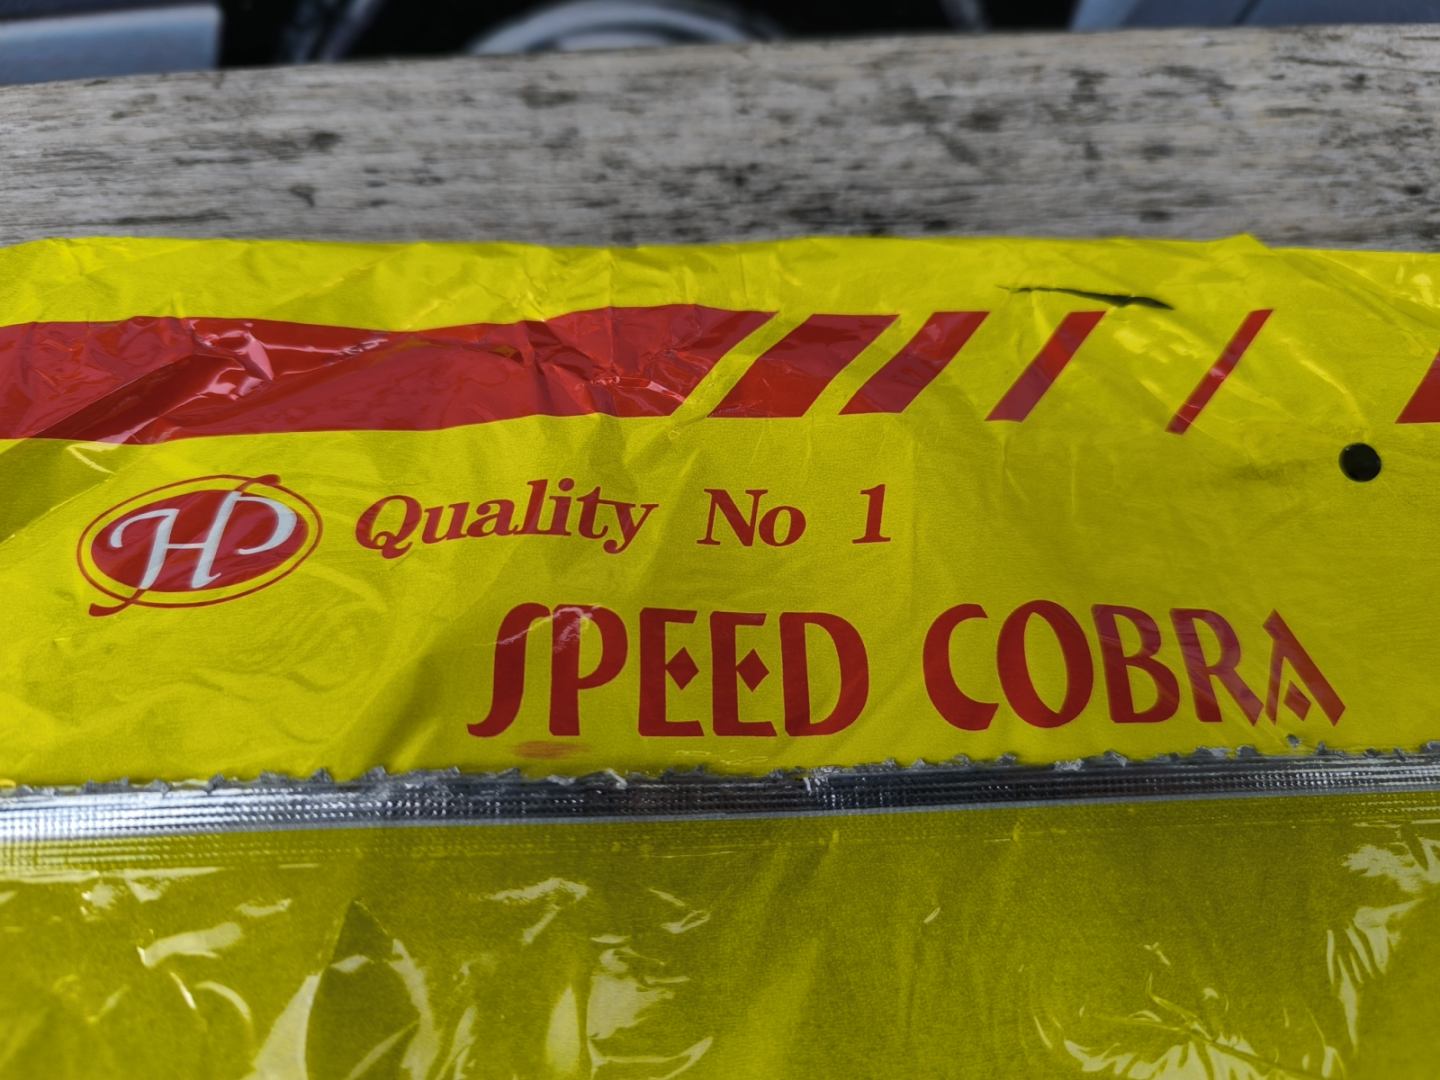 HP Quality No 1
SPEED COBRA